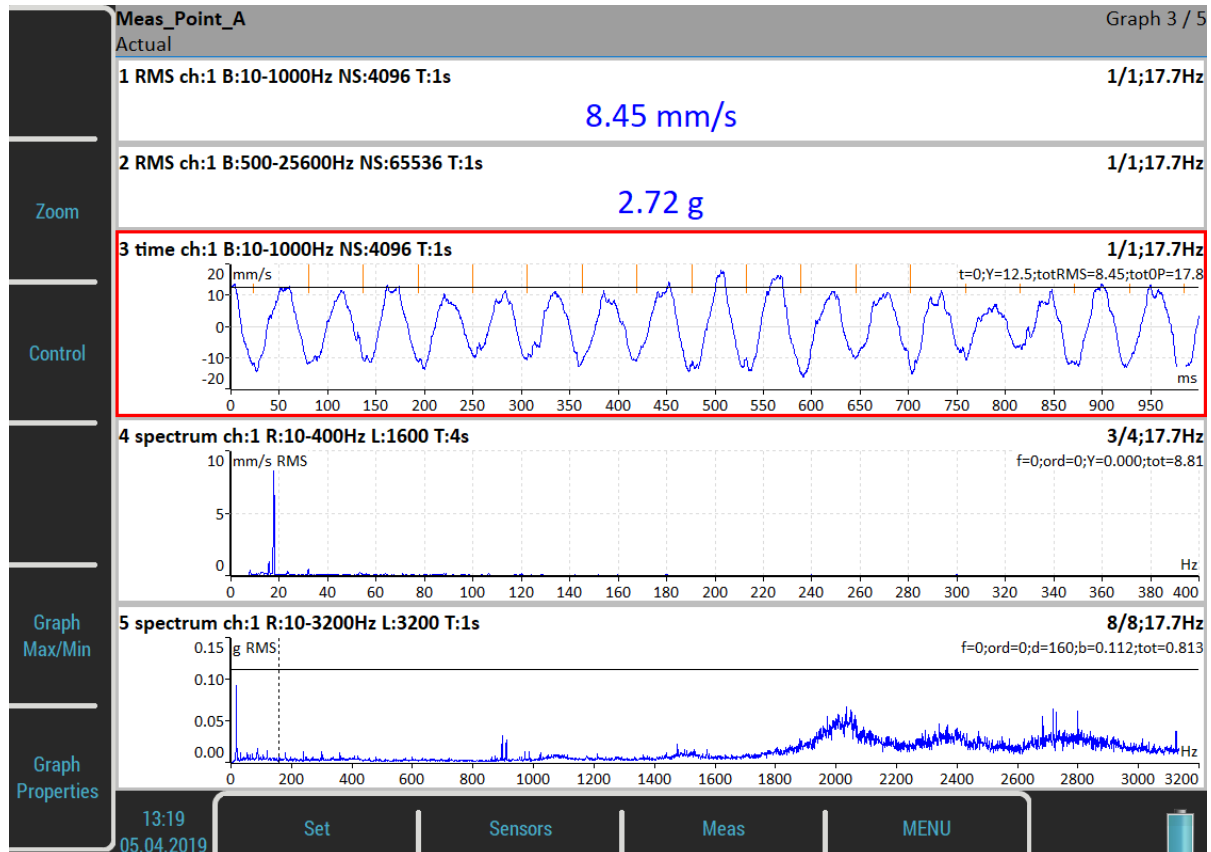 Meas_Point_A
Graph 3 / 5
Actual
1 RMS ch:1 B:10-1000Hz NS:4096 T:1s
1/1;17.7Hz
8.45 mm/s
2 RMS ch:1 B:500-25600Hz NS:65536 T:1s
1/1;17.7Hz
2.72 g
3 time ch:1 B:10-1000Hz NS:4096 T:1s
1/1;17.7Hz
20 mm/s
t=0;Y=12.5;totRMS=8.45;tot0P=17.8
10
0
-10
-20
ms
0 50 100 150 200 250 300 350 400 450 500 550 600 650 700 750 800 850 900 950
4 spectrum ch:1 R:10-400Hz L:1600 T:4s
3/4;17.7Hz
10 mm/s RMS
f=0;ord=0;Y=0.000;tot=8.81
5
0
Hz
0 20 40 60 80 100 120 140 160 180 200 220 240 260 280 300 320 340 360 380 400
5 spectrum ch:1 R:10-3200Hz L:3200 T:1s
8/8;17.7Hz
0.15 g RMS
f=0;ord=0;d=160;b=0.112;tot=0.813
0.10
0.05
0.00
Hz
0 200 400 600 800 1000 1200 1400 1600 1800 2000 2200 2400 2600 2800 3000 3200
Zoom
Control
Graph
Max/Min
Graph
Properties
13:19
05.04.2019
Set
Sensors
Meas
MENU